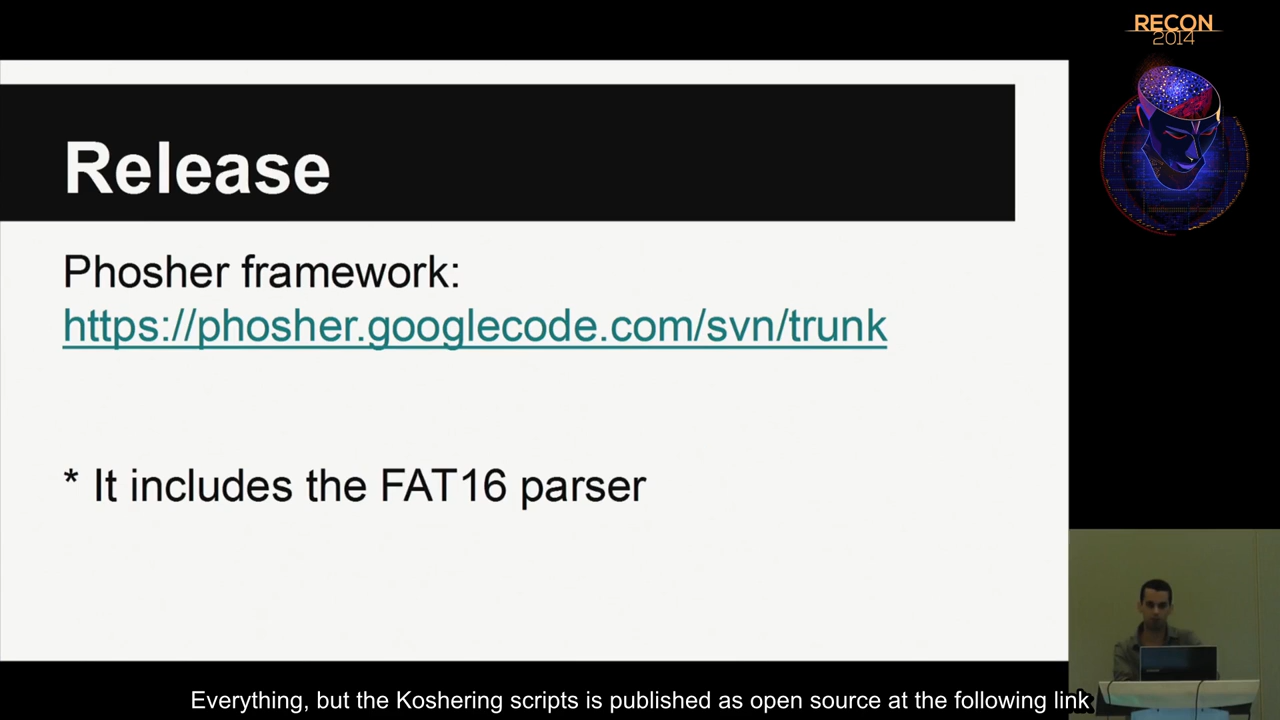 RECON
2014
Release
Phosher framework:
https://phosher.googlecode.com/svn/trunk
* It includes the FAT16 parser
Everything, but the Koshering scripts is published as open source at the following link